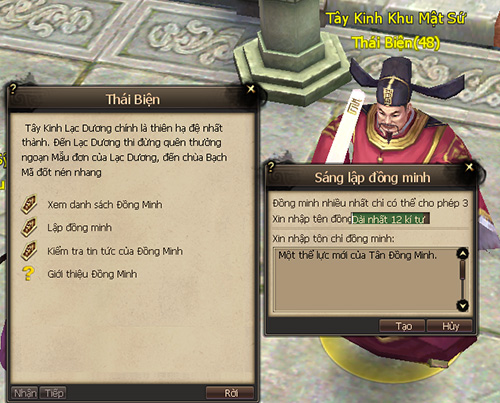 Tây Kinh Khu Mật Sứ
Thái Biện(48)
Thái Biện
Tây Kinh Lạc Dương chính là thiên hạ đệ nhất
thành. Đến Lạc Dương thì đừng quên thưởng
ngoạn Mẫu đơn của Lạc Dương, đến chùa Bạch
Mã đốt nén nhang
Xem danh sách Đồng Minh
Lập đồng minh
Kiểm tra tin tức của Đồng Minh
Giới thiệu Đồng Minh
Nhận
Tiếp
Rời
Sáng lập đồng minh
Đồng minh nhiều nhất chỉ có thể cho phép 3
Xin nhập tên đồng Dài nhất 12 kí tự
Xin nhập tôn chỉ đồng minh:
Một thế lực mới của Tân Đồng Minh.
Tạo
Hủy